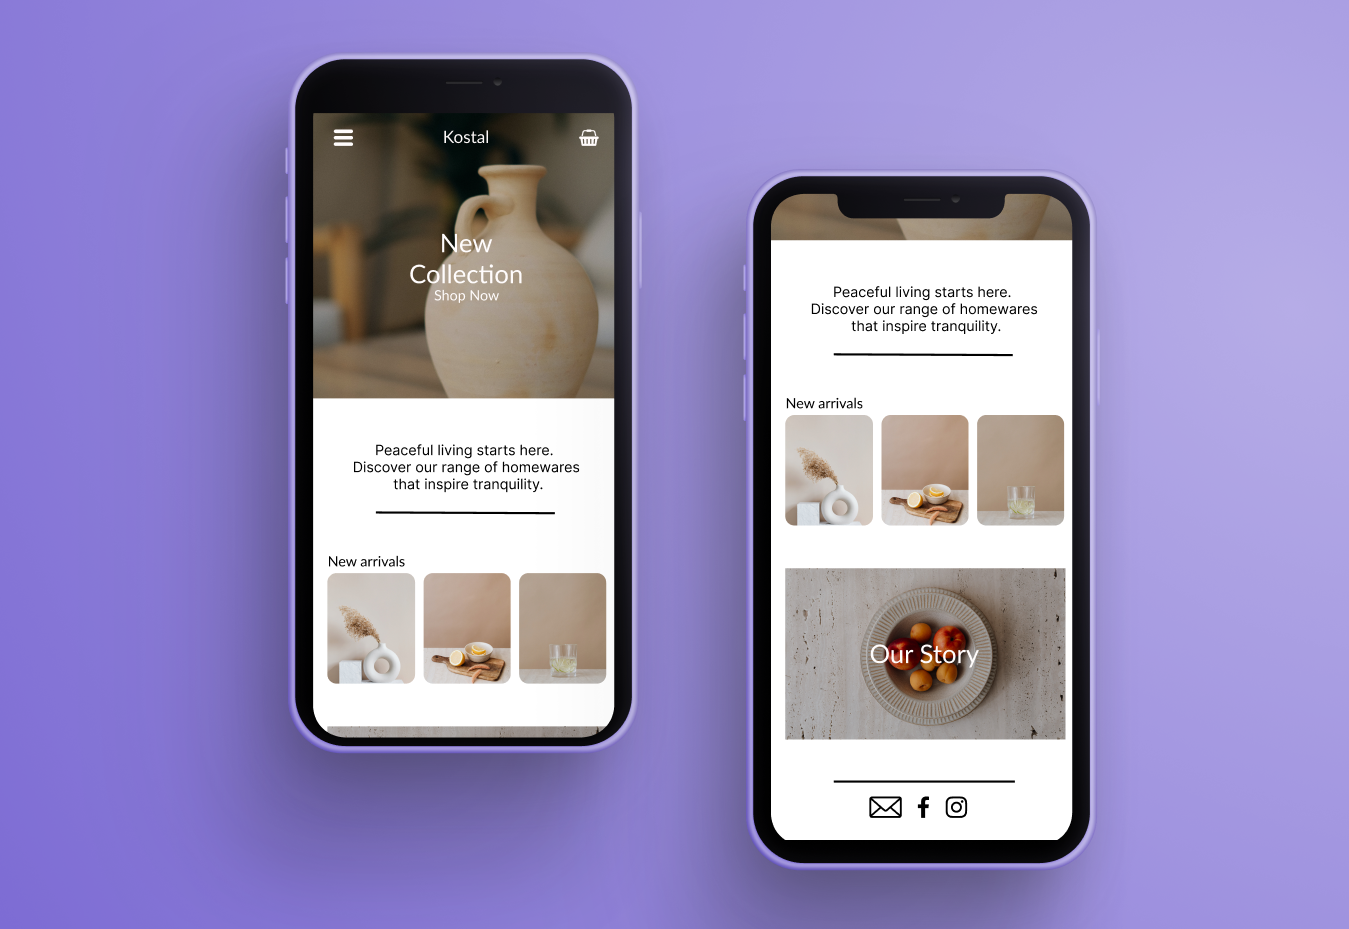 Kostal
New
Collection
Shop Now
Peaceful living starts here.
Discover our range of homewares
that inspire tranquility.
New arrivals
Peaceful living starts here.
Discover our range of homewares
that inspire tranquility.
New arrivals
Our Story